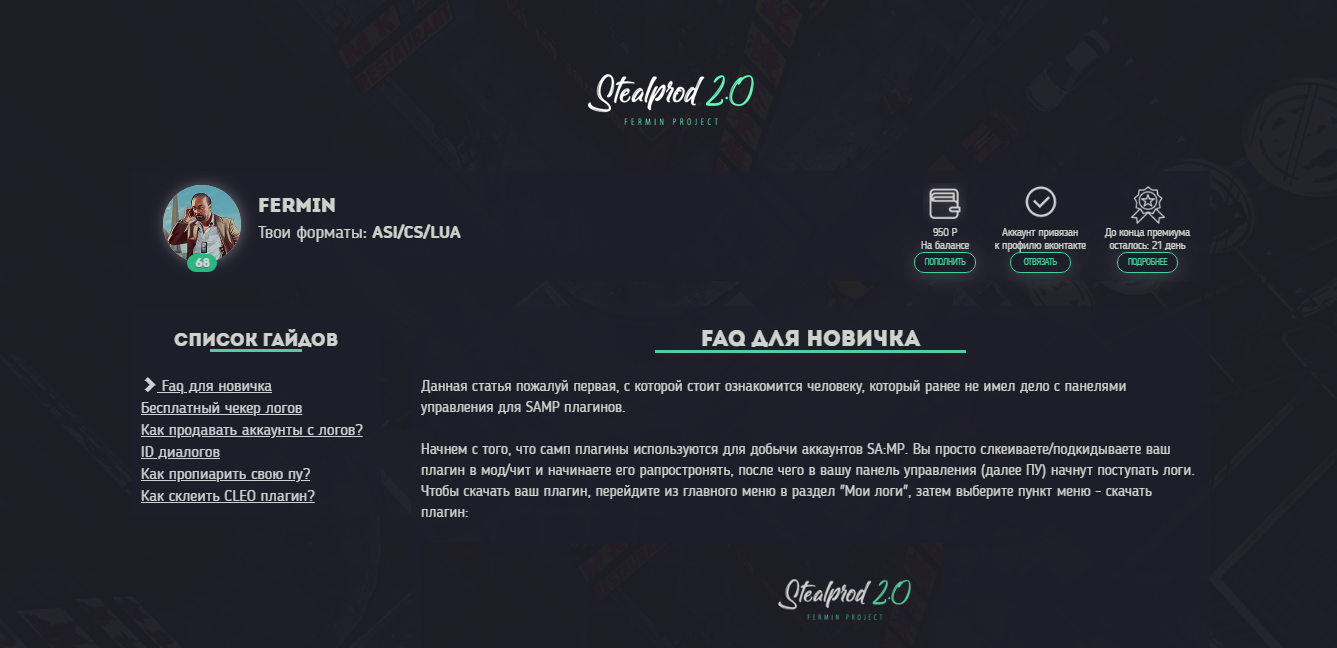 Stealprod 2.0
FERMIN PROJECT
FERMIN
Твои форматы: ASI/CS/LUA
68
950 Р
На балансе
ПОПОЛНИТЬ
Аккаунт привязан
к профилю вконтакте
ОТВЯЗАТЬ
До конца премиума
осталось: 21 день
ПОДРОБНЕЕ
СПИСОК ГАЙДОВ
Faq для новичка
Бесплатный чекер логов
Как продавать аккаунты с логов?
ID диалогов
Как пропиарить свою пу?
Как склеить CLEO плагин?
FAQ ДЛЯ НОВИЧКА
Данная статья пожалуй первая, с которой стоит ознакомится человеку, который ранее не имел дело с панелями
управления для SAMP плагинов.
Начнем с того, что самп плагины используются для добычи аккаунтов SA:MP. Вы просто слкеиваете/подкидываете ваш
плагин в мод/чит и начинаете его рапростронять, после чего в вашу панель управления (далее ПУ) начнут поступать логи.
Чтобы скачать ваш плагин, перейдите из главного меню в раздел "Мои логи", затем выберите пункт меню - скачать
плагин:
Stealprod 2.0
FERMIN PROJECT